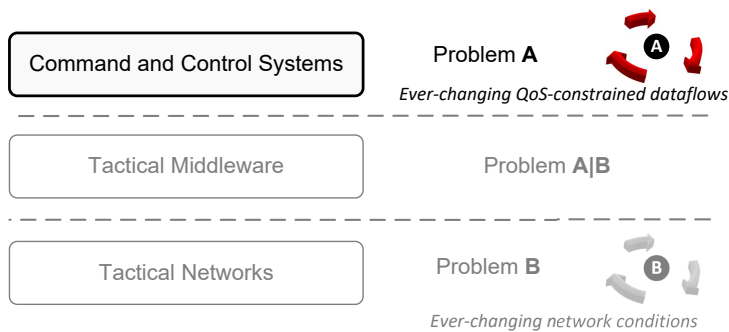 Command and Control Systems
Problem A
A
Ever-changing QoS-constrained dataflows
Tactical Middleware
Problem A|B
Tactical Networks
Problem B
B
Ever-changing network conditions